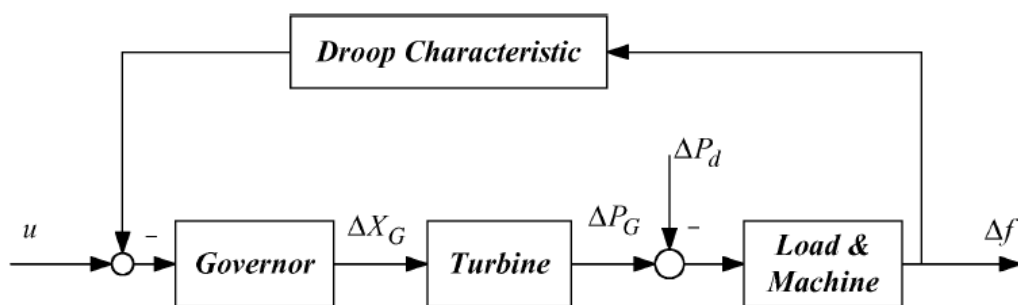 Droop Characteristic
ΔP_d
u
−
Governor
ΔX_G
Turbine
ΔP_G
−
Load &
Machine
Δf